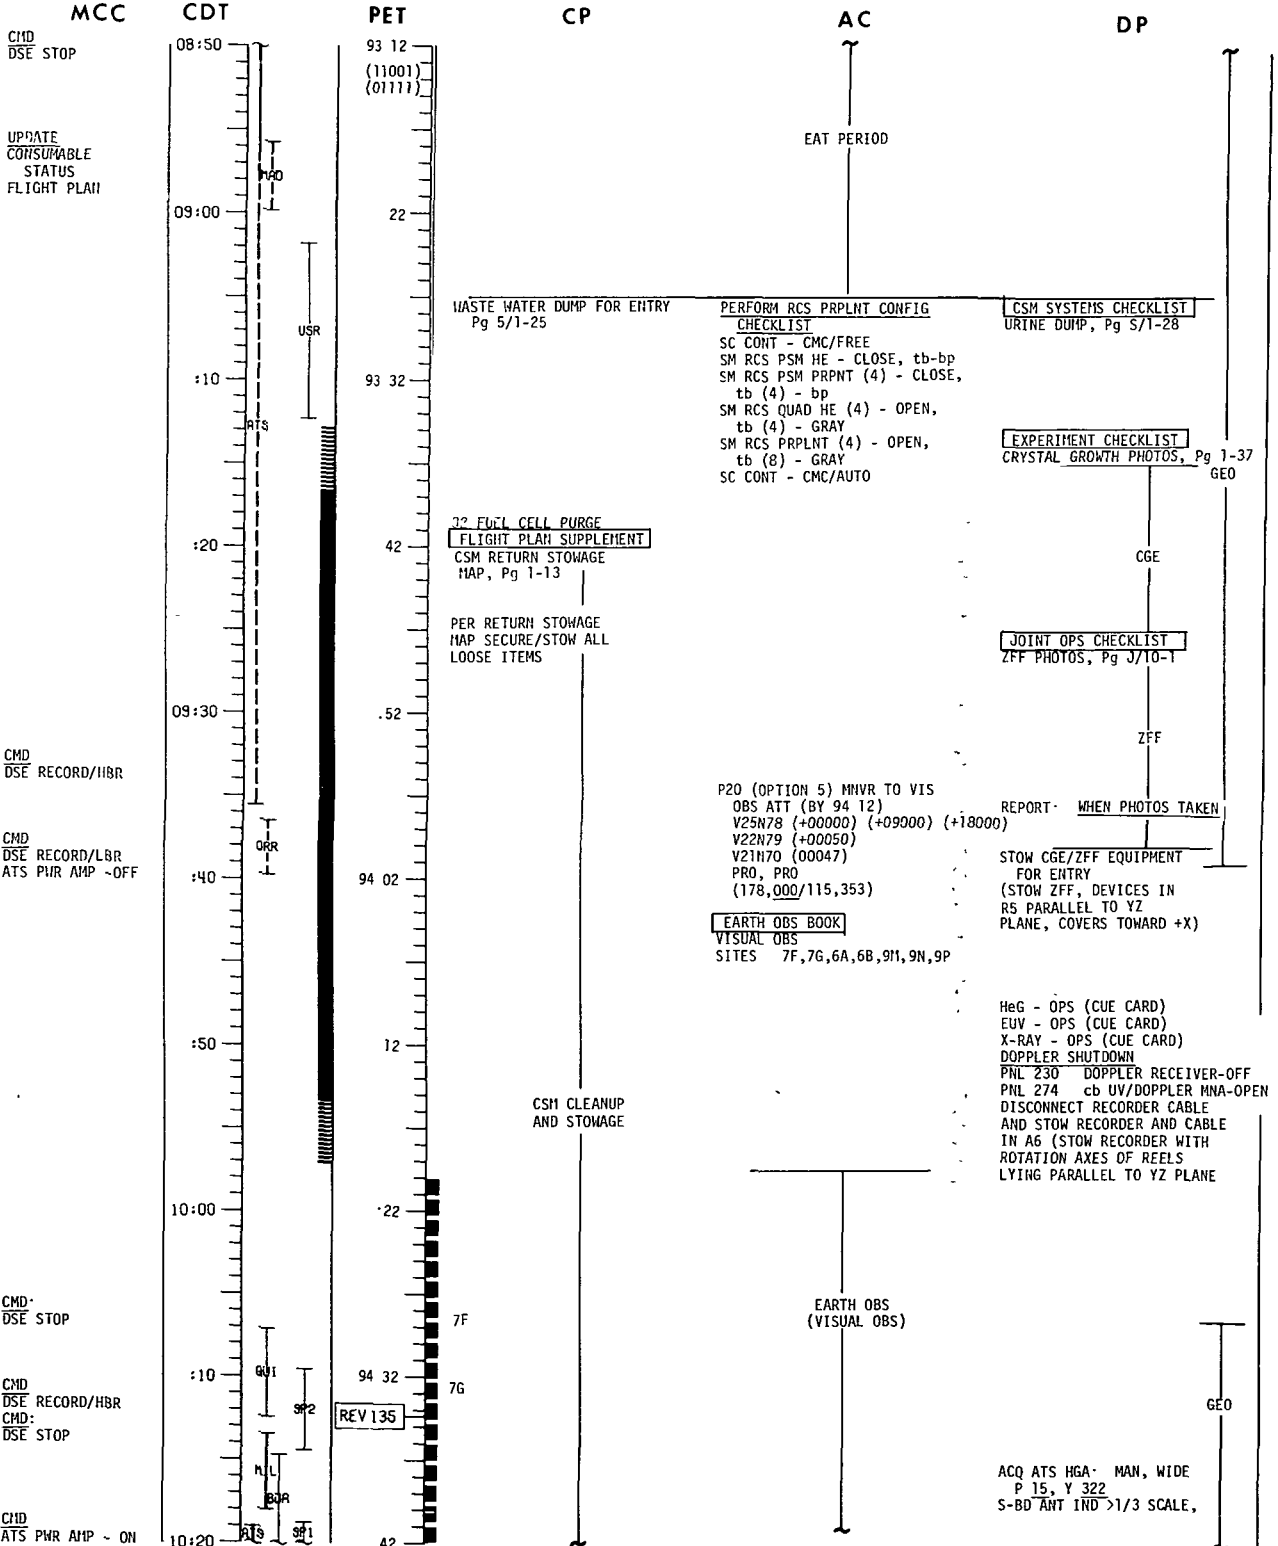 MCC CDT PET CP AC DP
CMD
DSE STOP
UPDATE
CONSUMABLE
STATUS
FLIGHT PLAN
CMD
DSE RECORD/HBR
CMD
DSE RECORD/LBR
ATS PWR AMP -OFF
CMD·
DSE STOP
CMD
DSE RECORD/HBR
CMD:
DSE STOP
CMD
ATS PWR AMP - ON
08:50
09:00
:10
:20
09:30
:40
:50
10:00
:10
10:20
MAD
USR
ATS
ORR
QUI
SP2
MIL
BDA
ATS
SP1
93 12
(11001)
(01111)
22
93 32
42
.52
94 02
12
·22
94 32
REV 135
42
7F
7G
WASTE WATER DUMP FOR ENTRY
Pg 5/1-25
O2 FUEL CELL PURGE
FLIGHT PLAN SUPPLEMENT
CSM RETURN STOWAGE
MAP, Pg 1-13
PER RETURN STOWAGE
MAP SECURE/STOW ALL
LOOSE ITEMS
CSM CLEANUP
AND STOWAGE
EAT PERIOD
PERFORM RCS PRPLNT CONFIG
CHECKLIST
SC CONT - CMC/FREE
SM RCS PSM HE - CLOSE, tb-bp
SM RCS PSM PRPNT (4) - CLOSE,
tb (4) - bp
SM RCS QUAD HE (4) - OPEN,
tb (4) - GRAY
SM RCS PRPLNT (4) - OPEN,
tb (8) - GRAY
SC CONT - CMC/AUTO
P20 (OPTION 5) MNVR TO VIS
OBS ATT (BY 94 12)
V25N78 (+00000) (+09000) (+18000)
V22N79 (+00050)
V21N70 (00047)
PRO, PRO
(178,000/115,353)
EARTH OBS BOOK
VISUAL OBS
SITES 7F,7G,6A,6B,9M,9N,9P
EARTH OBS
(VISUAL OBS)
CSM SYSTEMS CHECKLIST
URINE DUMP, Pg S/1-28
EXPERIMENT CHECKLIST
CRYSTAL GROWTH PHOTOS, Pg 1-37
GEO
CGE
JOINT OPS CHECKLIST
ZFF PHOTOS, Pg J/10-1
ZFF
REPORT· WHEN PHOTOS TAKEN
STOW CGE/ZFF EQUIPMENT
FOR ENTRY
(STOW ZFF, DEVICES IN
R5 PARALLEL TO YZ
PLANE, COVERS TOWARD +X)
HeG - OPS (CUE CARD)
EUV - OPS (CUE CARD)
X-RAY - OPS (CUE CARD)
DOPPLER SHUTDOWN
PNL 230 DOPPLER RECEIVER-OFF
PNL 274 cb UV/DOPPLER MNA-OPEN
DISCONNECT RECORDER CABLE
AND STOW RECORDER AND CABLE
IN A6 (STOW RECORDER WITH
ROTATION AXES OF REELS
LYING PARALLEL TO YZ PLANE
GEO
ACQ ATS HGA· MAN, WIDE
P 15, Y 322
S-BD ANT IND >1/3 SCALE,